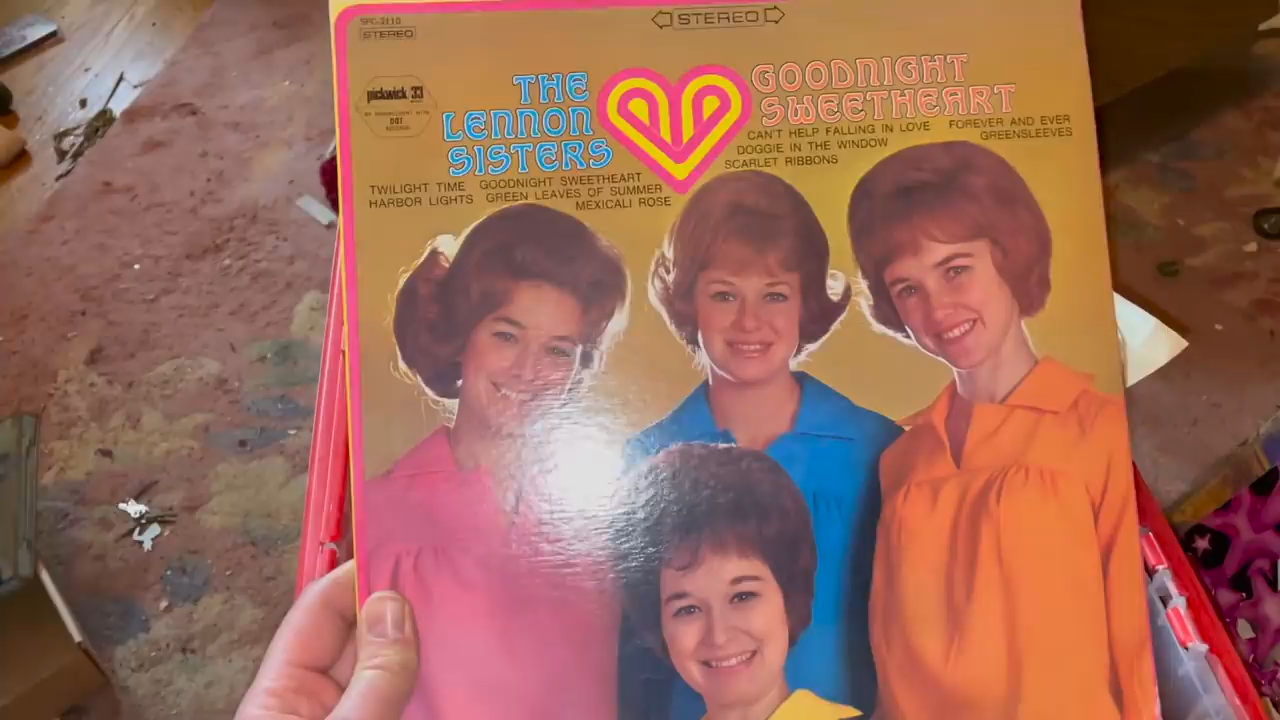 SPC-3110
STEREO
STEREO
pickwick 33
DOT
RECORDS
THE
LENNON
SISTERS
GOODNIGHT
SWEETHEART
CAN'T HELP FALLING IN LOVE FOREVER AND EVER
DOGGIE IN THE WINDOW GREENSLEEVES
SCARLET RIBBONS
TWILIGHT TIME GOODNIGHT SWEETHEART
HARBOR LIGHTS GREEN LEAVES OF SUMMER
MEXICALI ROSE